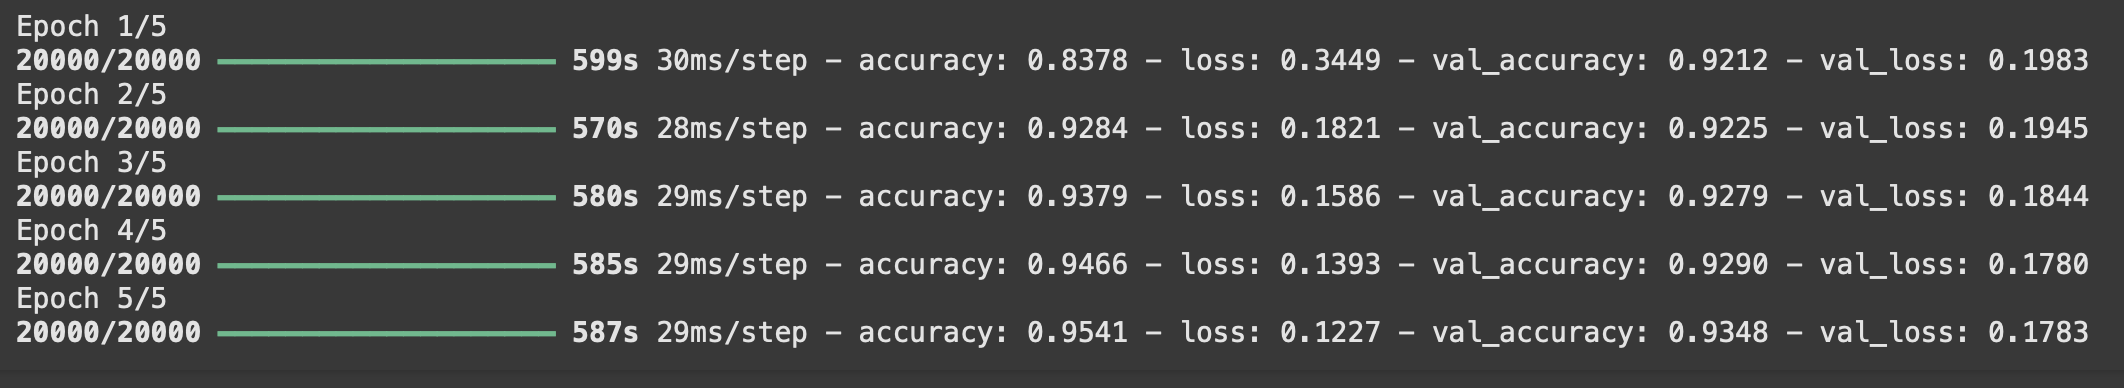 Epoch 1/5
20000/20000 ━━━━━━━━━━━━━━━━━━━━ 599s 30ms/step - accuracy: 0.8378 - loss: 0.3449 - val_accuracy: 0.9212 - val_loss: 0.1983
Epoch 2/5
20000/20000 ━━━━━━━━━━━━━━━━━━━━ 570s 28ms/step - accuracy: 0.9284 - loss: 0.1821 - val_accuracy: 0.9225 - val_loss: 0.1945
Epoch 3/5
20000/20000 ━━━━━━━━━━━━━━━━━━━━ 580s 29ms/step - accuracy: 0.9379 - loss: 0.1586 - val_accuracy: 0.9279 - val_loss: 0.1844
Epoch 4/5
20000/20000 ━━━━━━━━━━━━━━━━━━━━ 585s 29ms/step - accuracy: 0.9466 - loss: 0.1393 - val_accuracy: 0.9290 - val_loss: 0.1780
Epoch 5/5
20000/20000 ━━━━━━━━━━━━━━━━━━━━ 587s 29ms/step - accuracy: 0.9541 - loss: 0.1227 - val_accuracy: 0.9348 - val_loss: 0.1783